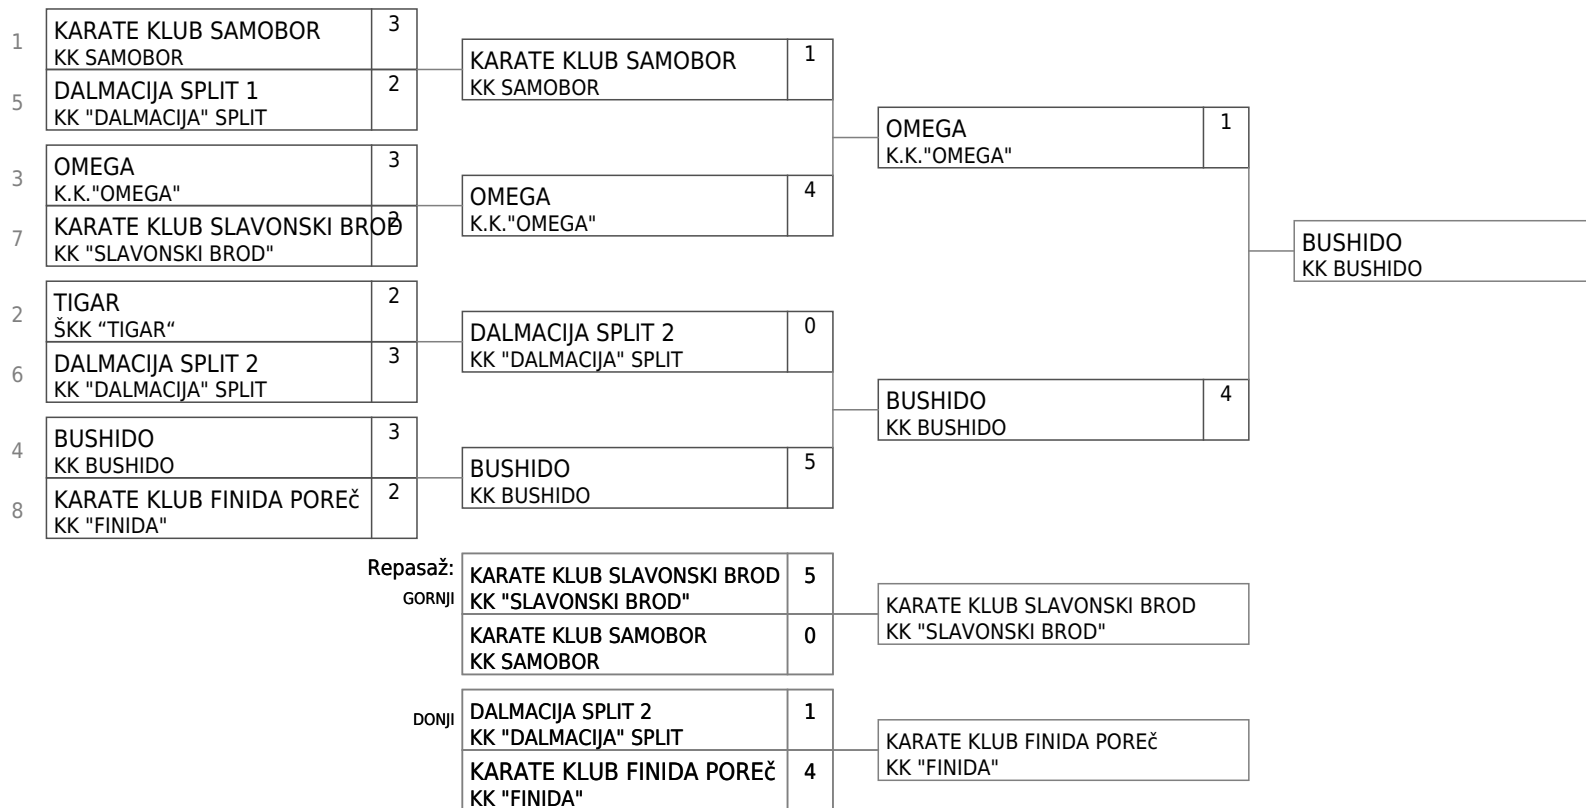 1
KARATE KLUB SAMOBOR 3
KK SAMOBOR
5
DALMACIJA SPLIT 1 2
KK "DALMACIJA" SPLIT
3
OMEGA 3
K.K."OMEGA"
7
KARATE KLUB SLAVONSKI BROD 2
KK "SLAVONSKI BROD"
2
TIGAR 2
ŠKK “TIGAR“
6
DALMACIJA SPLIT 2 3
KK "DALMACIJA" SPLIT
4
BUSHIDO 3
KK BUSHIDO
8
KARATE KLUB FINIDA POREč 2
KK "FINIDA"
KARATE KLUB SAMOBOR 1
KK SAMOBOR
OMEGA 4
K.K."OMEGA"
DALMACIJA SPLIT 2 0
KK "DALMACIJA" SPLIT
BUSHIDO 5
KK BUSHIDO
OMEGA 1
K.K."OMEGA"
BUSHIDO 4
KK BUSHIDO
BUSHIDO
KK BUSHIDO
Repasaž:
GORNJI
KARATE KLUB SLAVONSKI BROD 5
KK "SLAVONSKI BROD"
KARATE KLUB SAMOBOR 0
KK SAMOBOR
KARATE KLUB SLAVONSKI BROD
KK "SLAVONSKI BROD"
DONJI
DALMACIJA SPLIT 2 1
KK "DALMACIJA" SPLIT
KARATE KLUB FINIDA POREč 4
KK "FINIDA"
KARATE KLUB FINIDA POREč
KK "FINIDA"